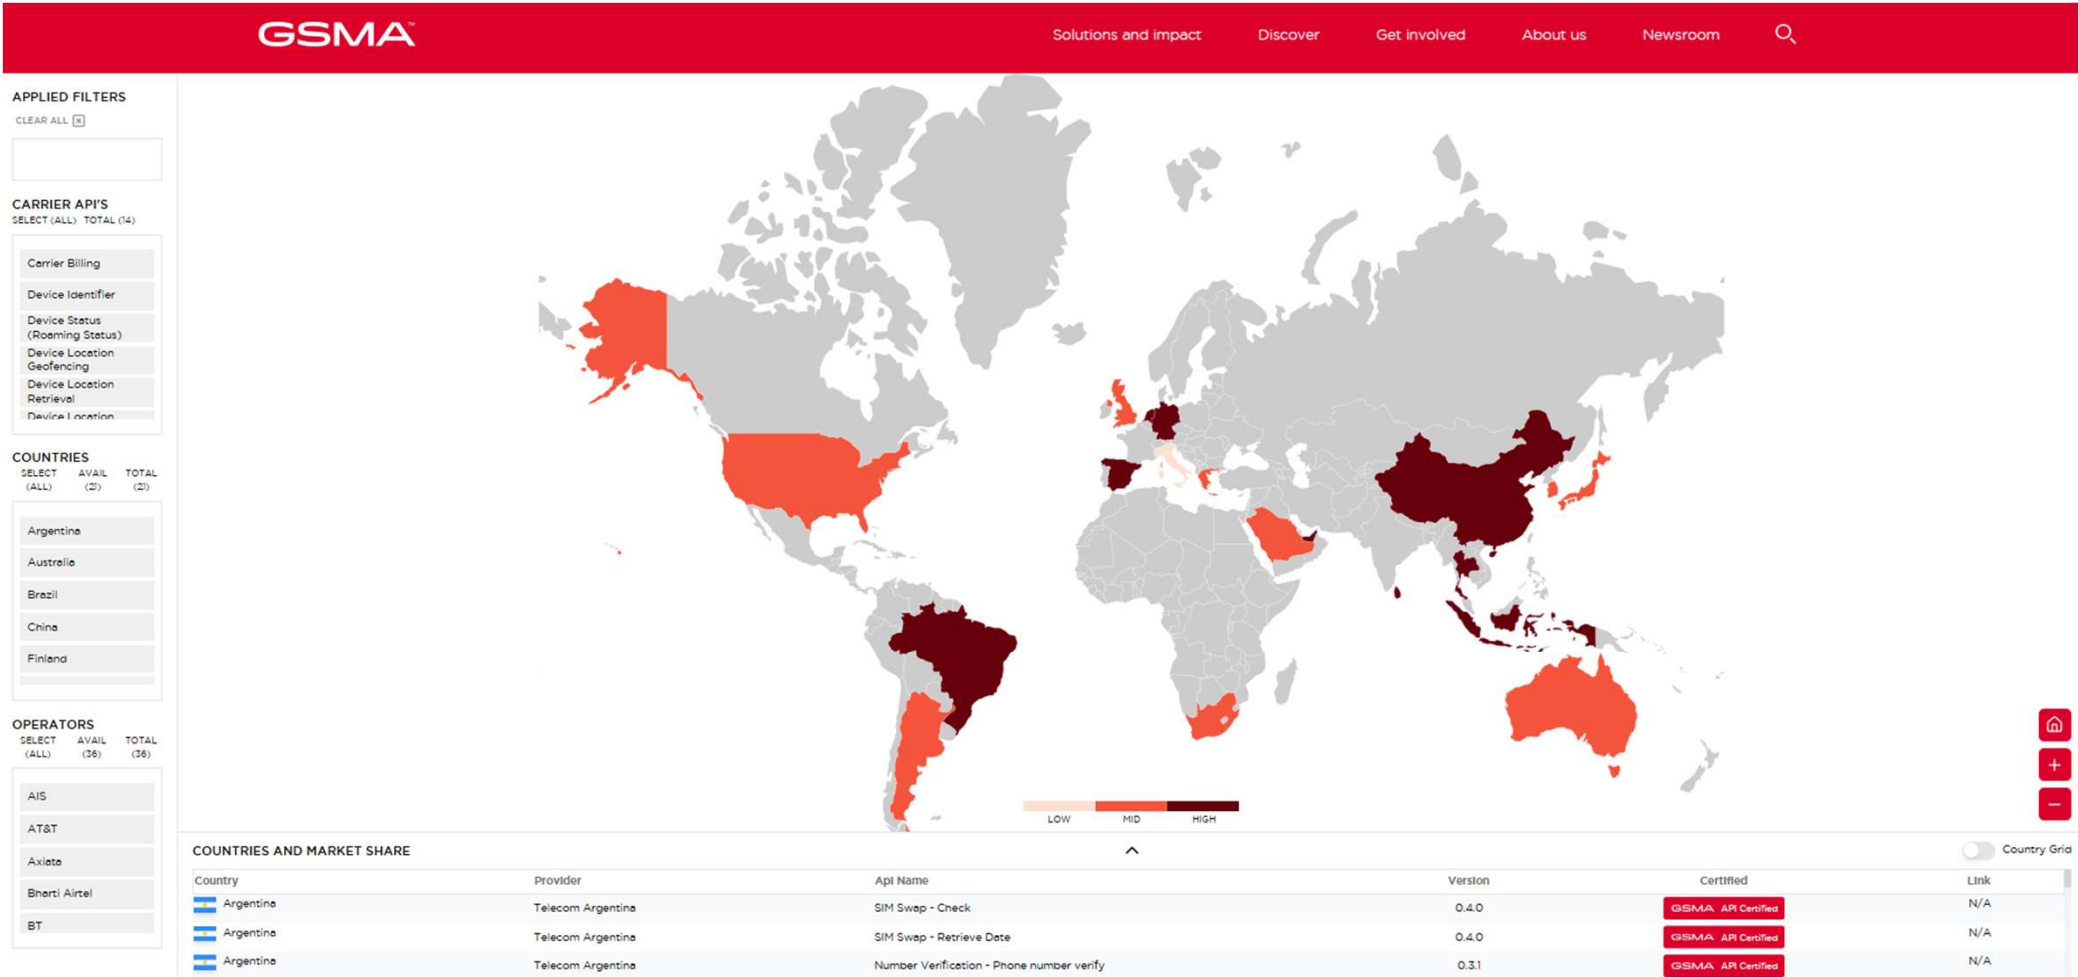 GSMA™
Solutions and impact Discover Get involved About us Newsroom
APPLIED FILTERS
CLEAR ALL
CARRIER API'S
SELECT (ALL) TOTAL (14)
Carrier Billing
Device Identifier
Device Status
(Roaming Status)
Device Location
Geofencing
Device Location
Retrieval
Device Location
COUNTRIES
SELECT AVAIL TOTAL
(ALL) (21) (21)
Argentina
Australia
Brazil
China
Finland
OPERATORS
SELECT AVAIL TOTAL
(ALL) (36) (36)
AIS
AT&T
Axiata
Bharti Airtel
BT
LOW MID HIGH
COUNTRIES AND MARKET SHARE
Country Grid
Country Provider Api Name Version Certified Link
Argentina Telecom Argentina SIM Swap - Check 0.4.0 GSMA API Certified N/A
Argentina Telecom Argentina SIM Swap - Retrieve Date 0.4.0 GSMA API Certified N/A
Argentina Telecom Argentina Number Verification - Phone number verify 0.3.1 GSMA API Certified N/A